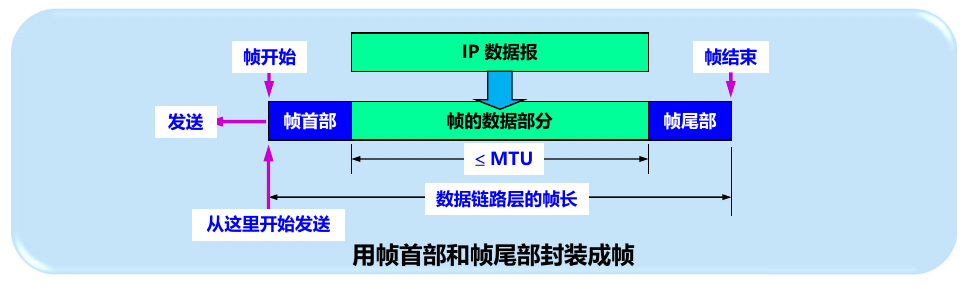 IP 数据报
帧开始
帧结束
发送
帧首部
帧的数据部分
帧尾部
≤ MTU
数据链路层的帧长
从这里开始发送
用帧首部和帧尾部封装成帧